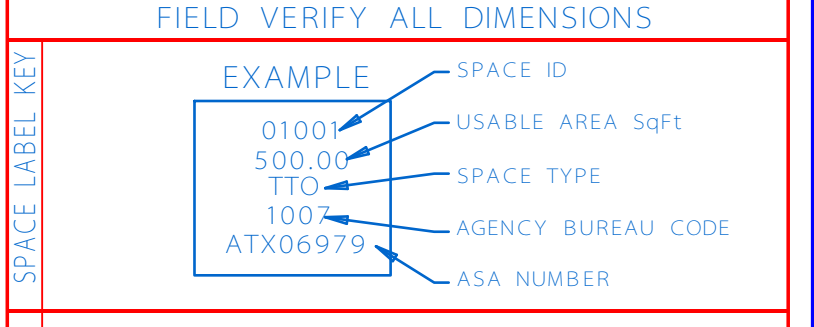 FIELD VERIFY ALL DIMENSIONS
SPACE LABEL KEY
EXAMPLE
01001
500.00
TTO
1007
ATX06979
SPACE ID
USABLE AREA SqFt
SPACE TYPE
AGENCY BUREAU CODE
ASA NUMBER